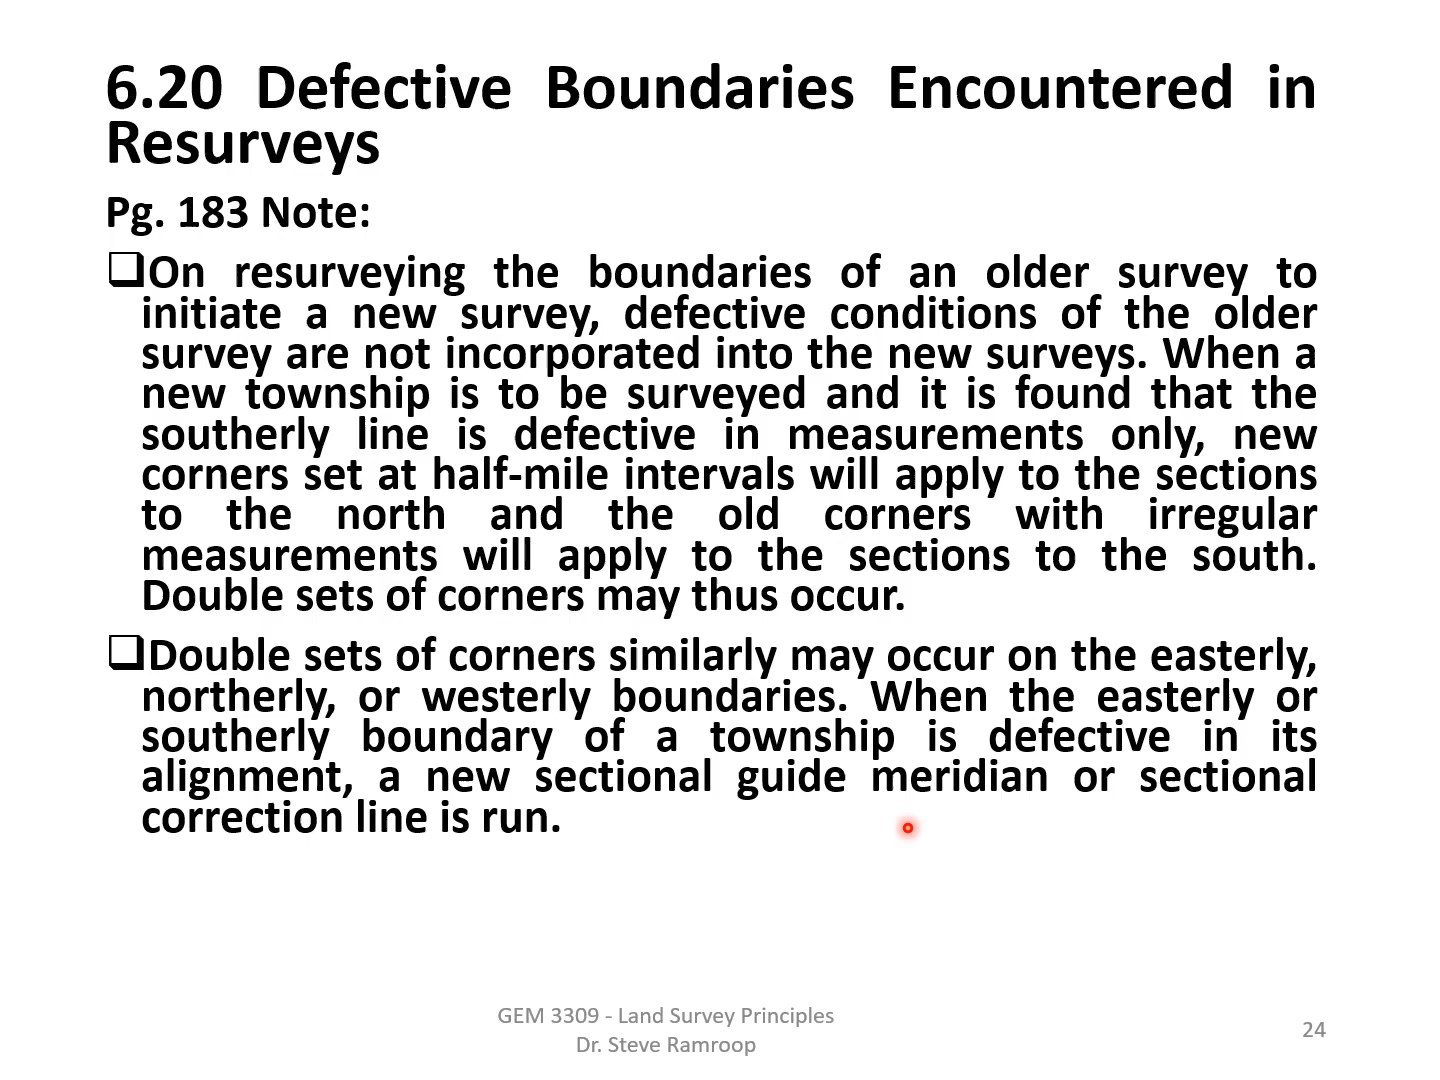 6.20 Defective Boundaries Encountered in
Resurveys
Pg. 183 Note:
On resurveying the boundaries of an older survey to
initiate a new survey, defective conditions of the older
survey are not incorporated into the new surveys. When a
new township is to be surveyed and it is found that the
southerly line is defective in measurements only, new
corners set at half-mile intervals will apply to the sections
to the north and the old corners with irregular
measurements will apply to the sections to the south.
Double sets of corners may thus occur.
Double sets of corners similarly may occur on the easterly,
northerly, or westerly boundaries. When the easterly or
southerly boundary of a township is defective in its
alignment, a new sectional guide meridian or sectional
correction line is run.
GEM 3309 - Land Survey Principles
Dr. Steve Ramroop
24